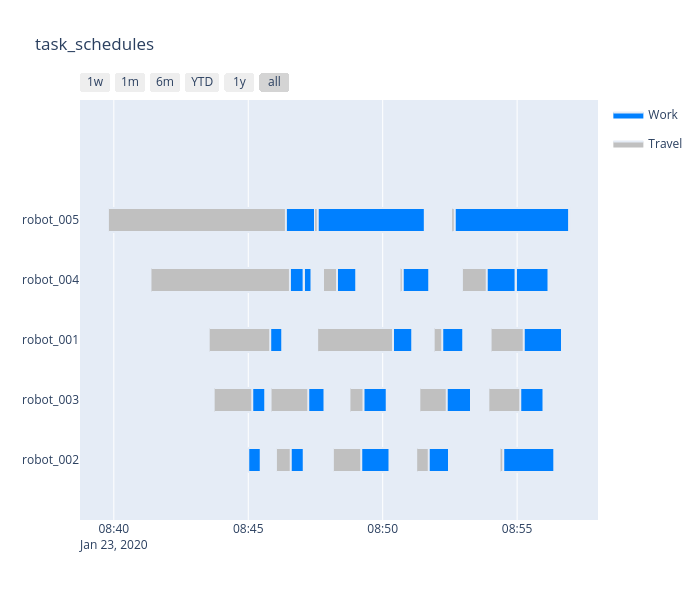 task_schedules
1w 1m 6m YTD 1y all
Work
Travel
robot_005
robot_004
robot_001
robot_003
robot_002
08:40 08:45 08:50 08:55
Jan 23, 2020